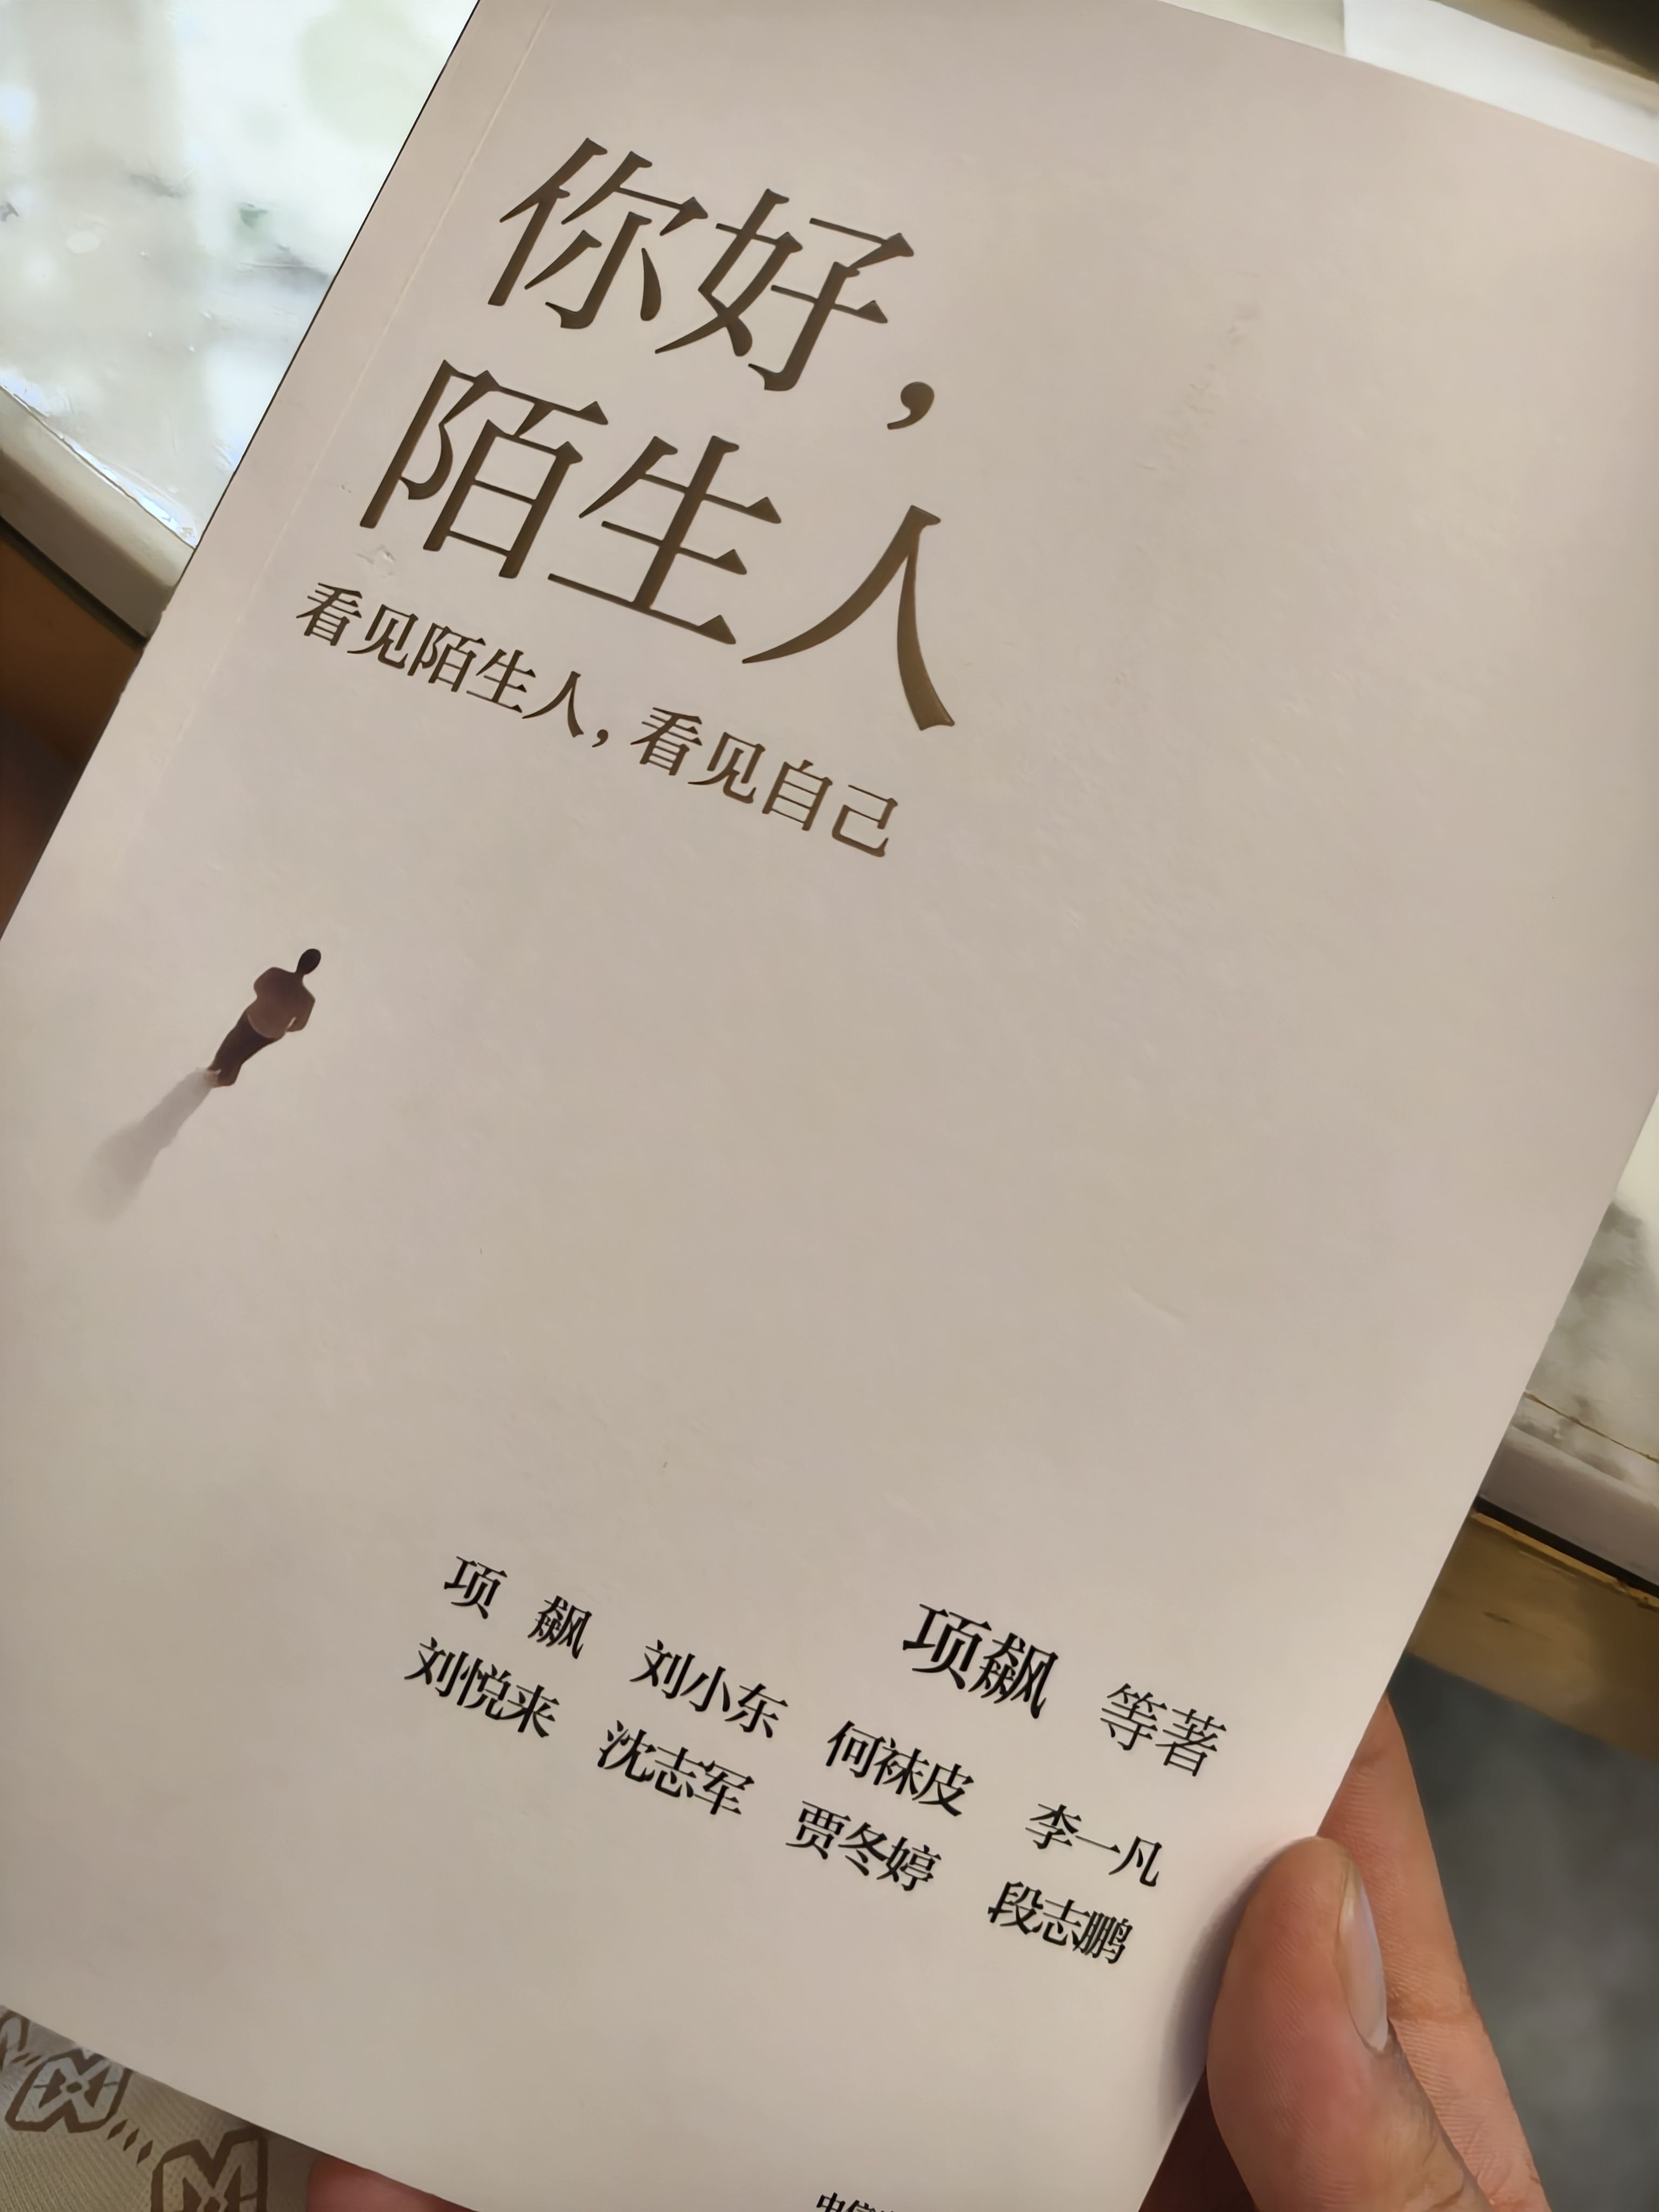 你好，
陌生人
看见陌生人，看见自己
项飙 等著
项 飙 刘小东 何袜皮 李一凡
刘悦来 沈志军 贾冬婷 段志鹏